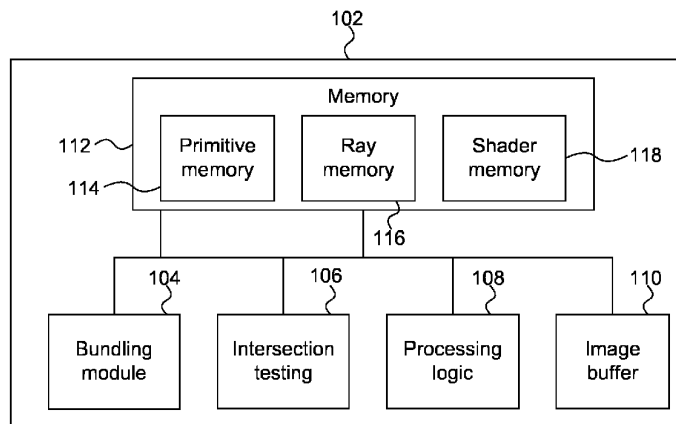 102
Memory
112
Primitive
memory
114
Ray
memory
116
Shader
memory
118
104
106
108
110
Bundling
module
Intersection
testing
Processing
logic
Image
buffer